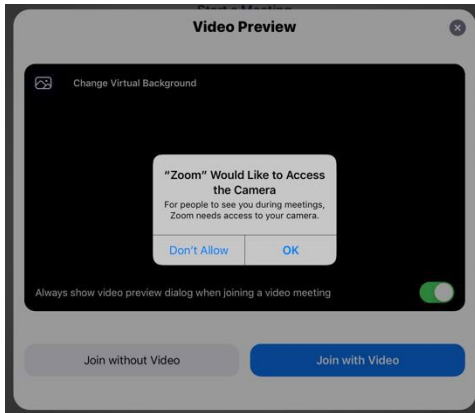 Start a Meeting
Video Preview
Change Virtual Background
“Zoom” Would Like to Access
the Camera
For people to see you during meetings,
Zoom needs access to your camera.
Don’t Allow
OK
Always show video preview dialog when joining a video meeting
Join without Video
Join with Video